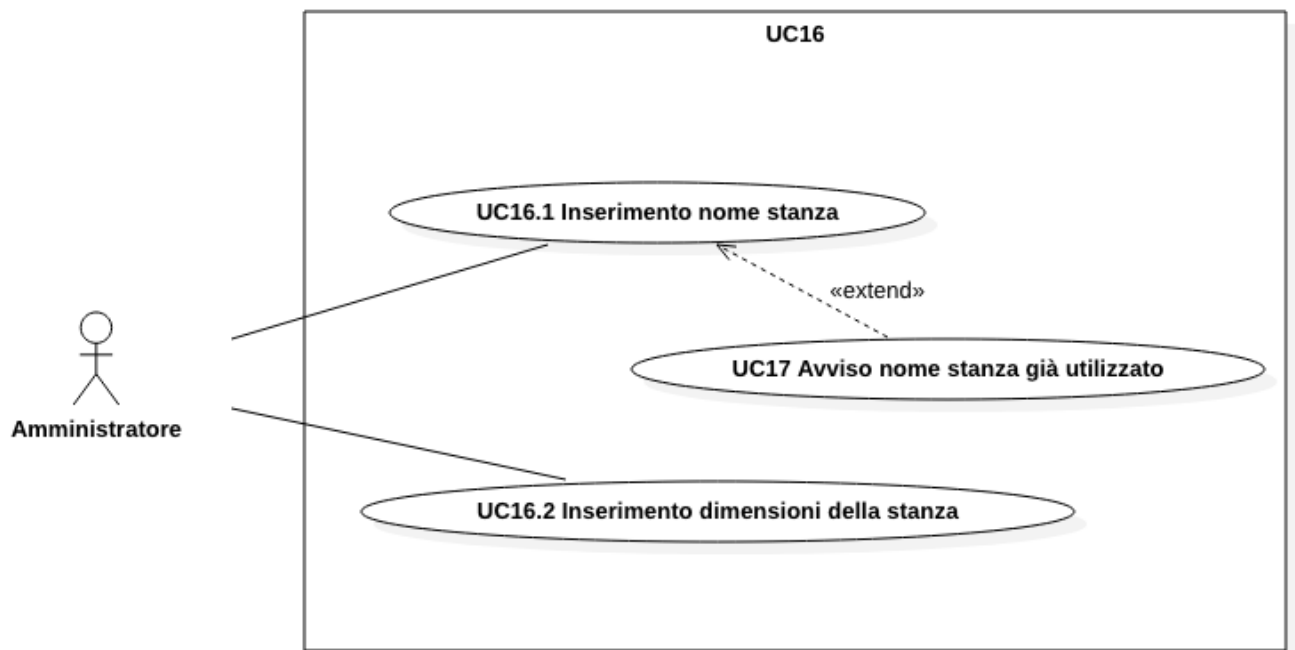 UC16
UC16.1 Inserimento nome stanza
«extend»
UC17 Avviso nome stanza già utilizzato
Amministratore
UC16.2 Inserimento dimensioni della stanza